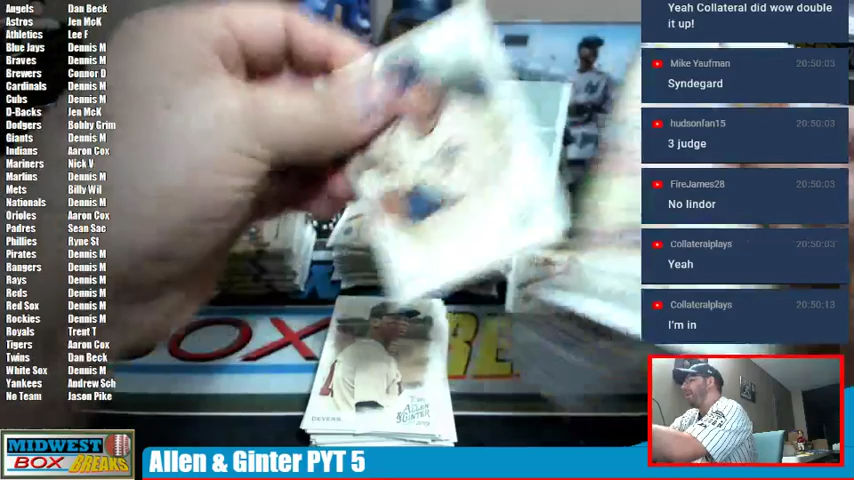 Angels Dan Beck
Astros Jen McK
Athletics Lee F
Blue Jays Dennis M
Braves Dennis M
Brewers Connor D
Cardinals Dennis M
Cubs Dennis M
D-Backs Jen McK
Dodgers Bobby Grim
Giants Dennis M
Indians Aaron Cox
Mariners Nick V
Marlins Dennis M
Mets Billy Wil
Nationals Dennis M
Orioles Aaron Cox
Padres Sean Sac
Phillies Ryne St
Pirates Dennis M
Rangers Dennis M
Rays Dennis M
Reds Dennis M
Red Sox Dennis M
Rockies Dennis M
Royals Trent T
Tigers Aaron Cox
Twins Dan Beck
White Sox Dennis M
Yankees Andrew Sch
No Team Jason Pike
Yeah Collateral did wow double
it up!
Mike Yaufman 20:50:03
Syndegard
hudsonfan15 20:50:03
3 judge
FireJames28 20:50:03
No lindor
Collateralplays 20:50:03
Yeah
Collateralplays 20:50:13
I'm in
BOX
DEVERS
ALLEN
& GINTER
2019
MIDWEST
BOX BREAKS
Allen & Ginter PYT 5